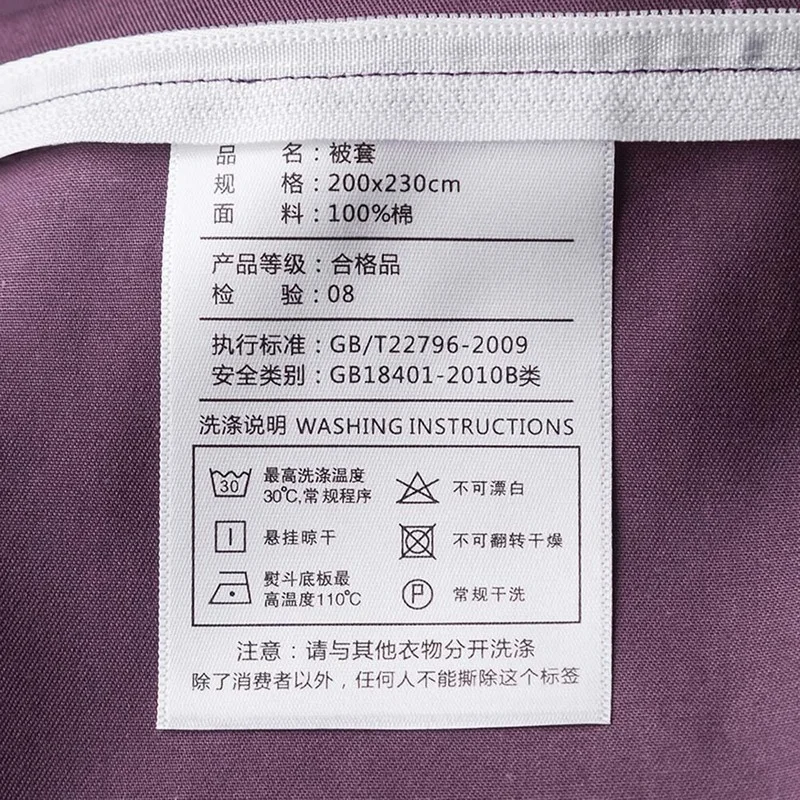 品 名：被套
规 格：200x230cm
面 料：100%棉
产品等级：合格品
检 验：08
执行标准：GB/T22796-2009
安全类别：GB18401-2010B类
洗涤说明 WASHING INSTRUCTIONS
30 最高洗涤温度
30℃,常规程序
不可漂白
悬挂晾干
不可翻转干燥
熨斗底板最
高温度110℃
P 常规干洗
注意：请与其他衣物分开洗涤
除了消费者以外，任何人不能撕除这个标签